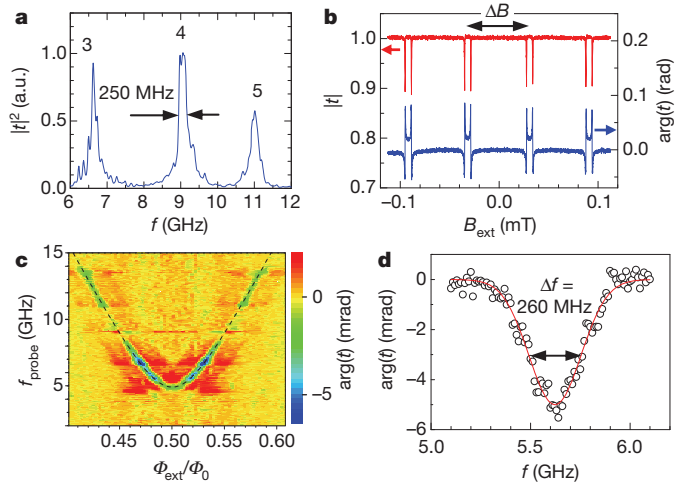 a
3
4
5
250 MHz
|t|² (a.u.)
1.0
0.5
0.0
6 7 8 9 10 11 12
f (GHz)
b
ΔB
|t|
1.0
0.9
0.8
0.7
arg(t) (rad)
0.2
0.1
0.0
−0.1 0.0 0.1
B_ext (mT)
c
f_probe (GHz)
15
10
5
0.45 0.50 0.55 0.60
Φ_ext/Φ_0
arg(t) (mrad)
0
−5
d
Δf =
260 MHz
arg(t) (mrad)
0
−2
−4
−6
5.0 5.5 6.0
f (GHz)